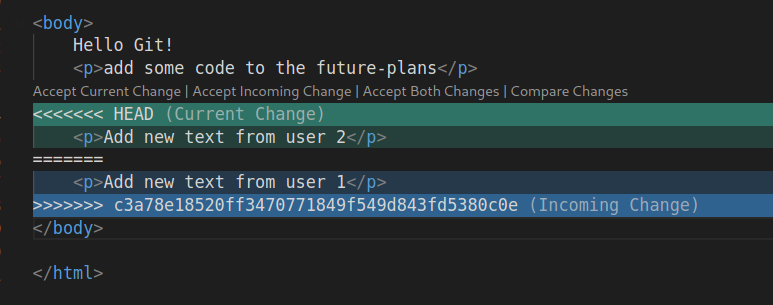 <body>
Hello Git!
<p>add some code to the future-plans</p>
Accept Current Change | Accept Incoming Change | Accept Both Changes | Compare Changes
<<<<<<< HEAD (Current Change)
<p>Add new text from user 2</p>
=======
<p>Add new text from user 1</p>
>>>>>>> c3a78e18520ff3470771849f549d843fd5380c0e (Incoming Change)
</body>
</html>